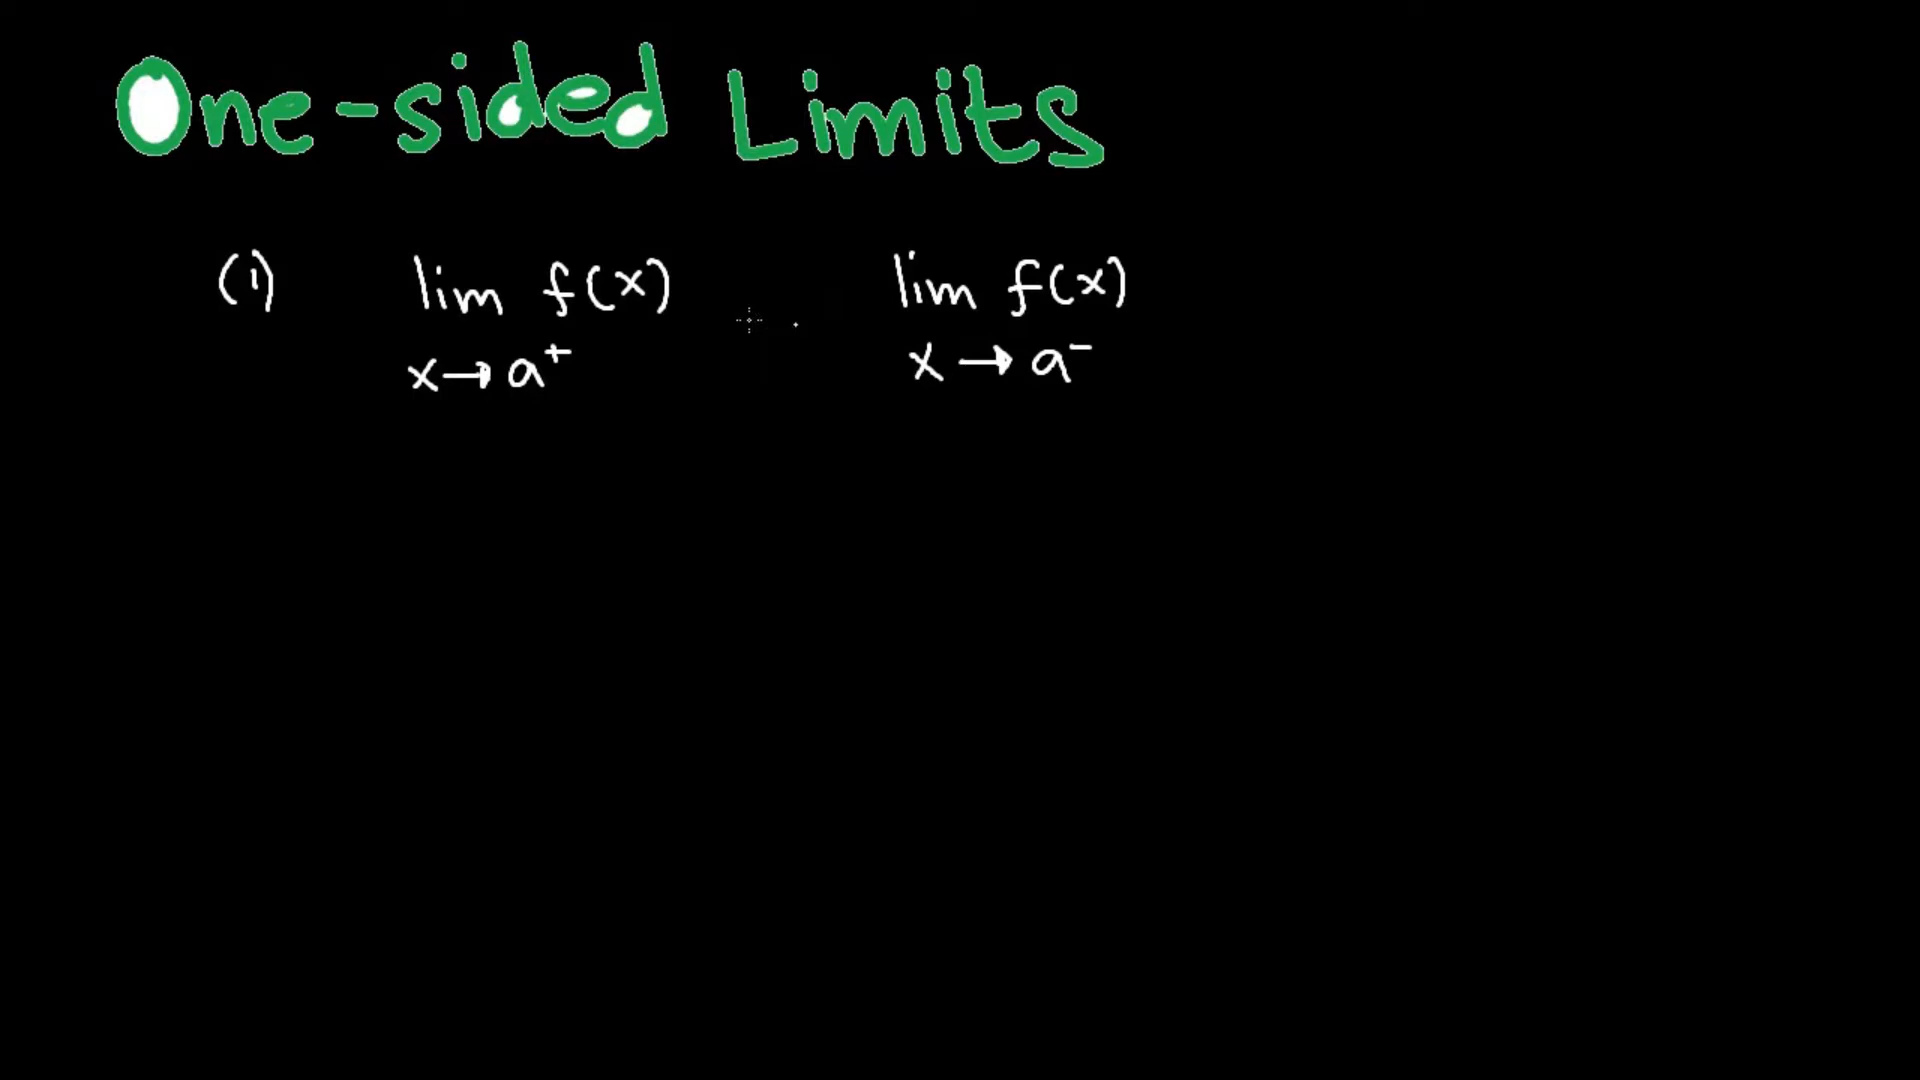 One-sided Limits
(1) lim f(x) lim f(x)
x→a⁺ x→a⁻